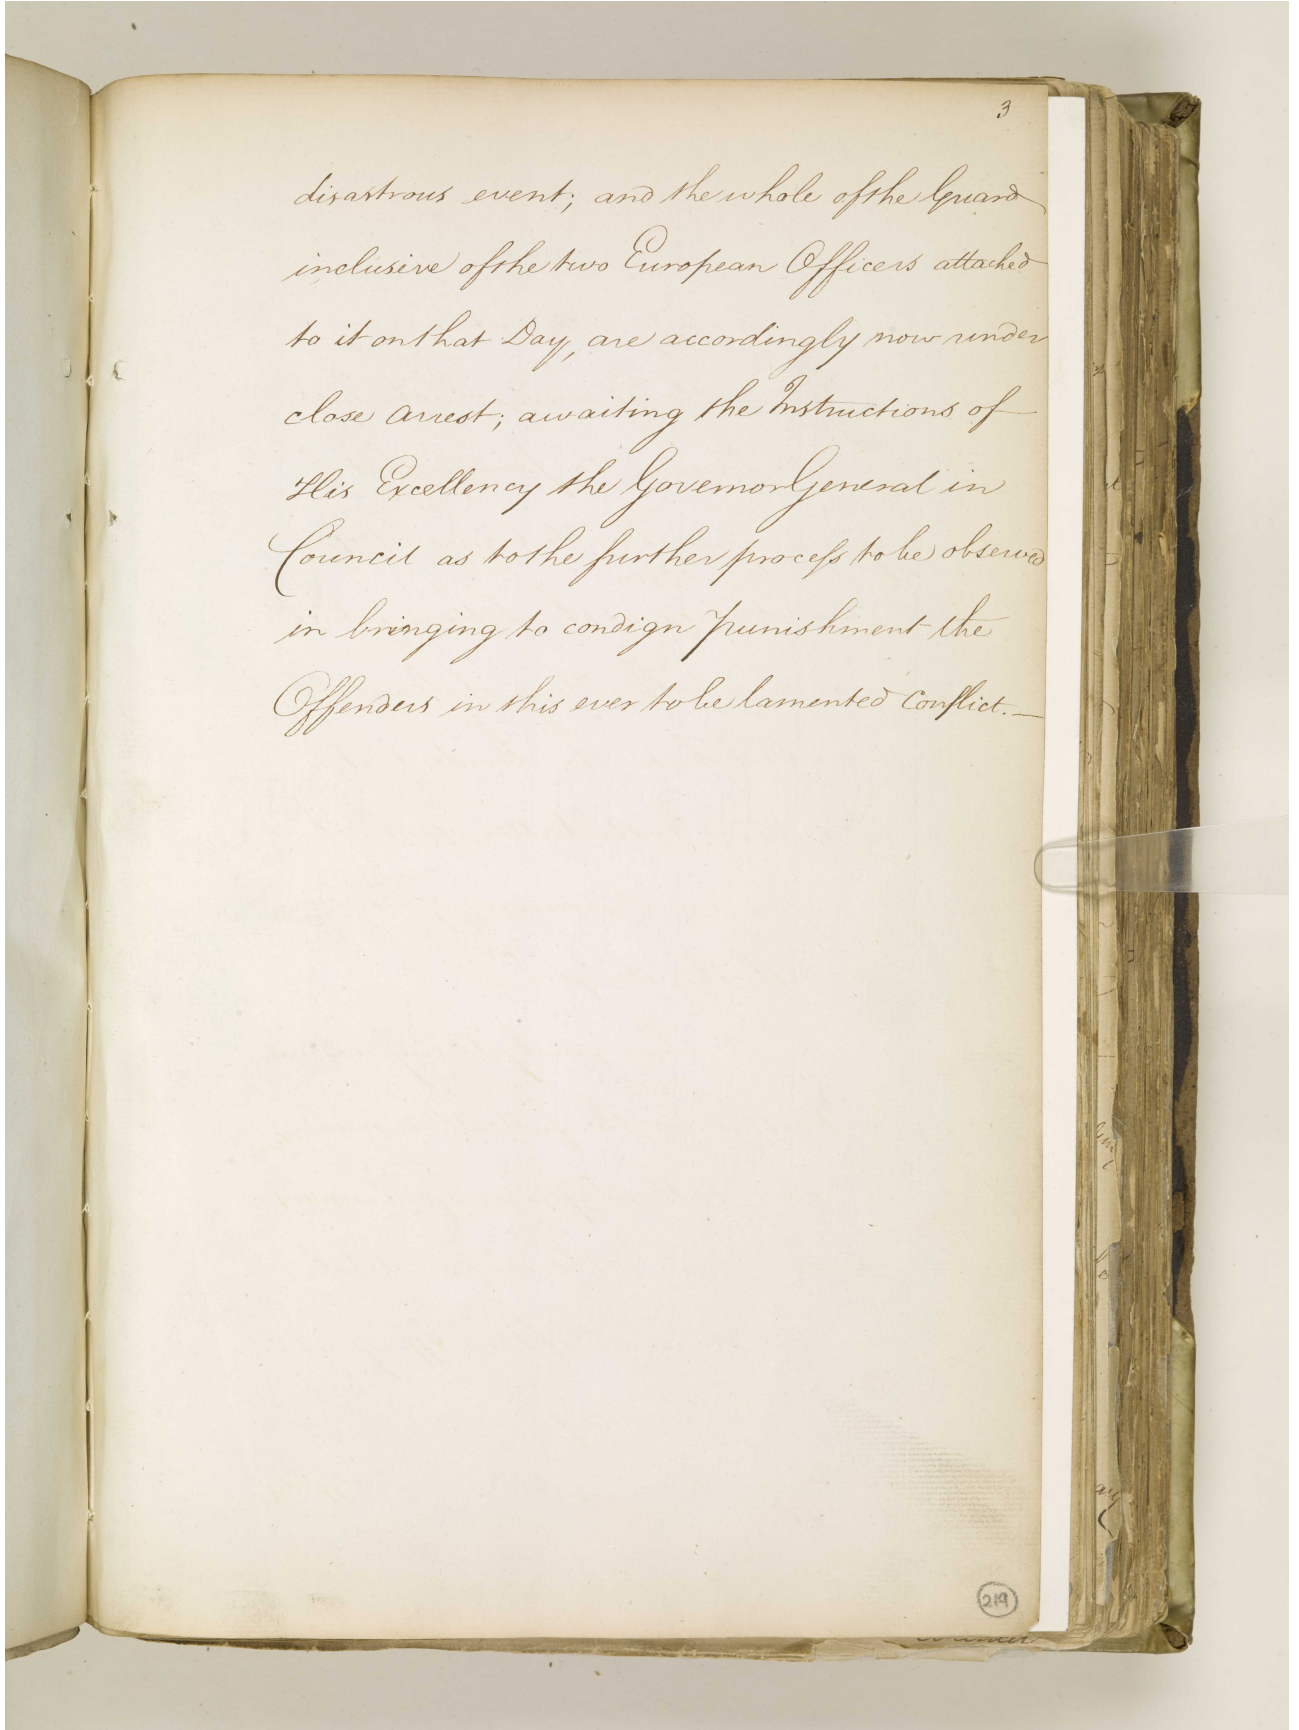 3
disastrous event; and the whole of the Guard
inclusive of the two European Officers attached
to it on that Day, are accordingly now under
close arrest; awaiting the Instructions of
His Excellency the Governor General in
Council as to the further process to be observed
in bringing to condign punishment the
Offenders in this ever to be lamented Conflict.—
219